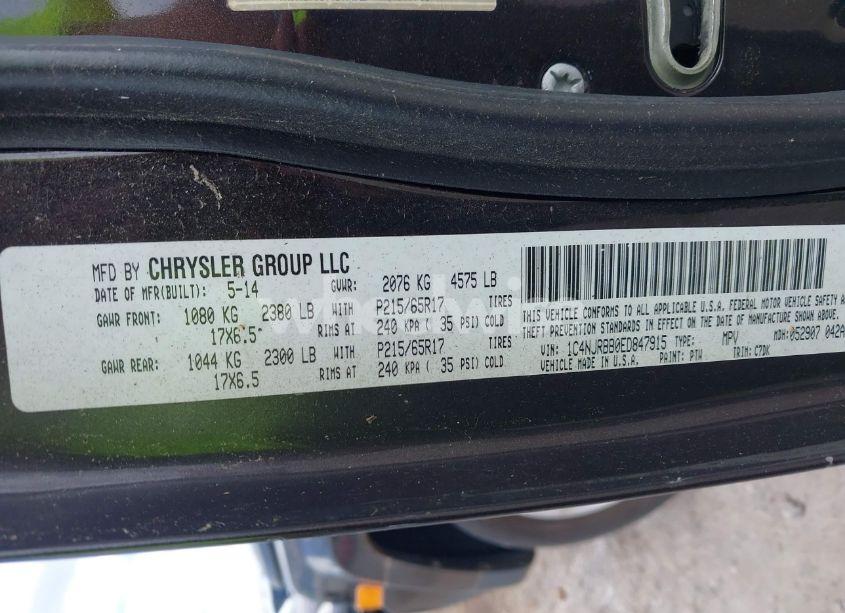 MFD BY CHRYSLER GROUP LLC
DATE OF MFR(BUILT): 5-14 GVWR: 2076 KG 4575 LB
GAWR FRONT: 1080 KG 2380 LB WITH P215/65R17 TIRES
17X6.5 RIMS AT 240 KPA ( 35 PSI) COLD
GAWR REAR: 1044 KG 2300 LB WITH P215/65R17 TIRES
17X6.5 RIMS AT 240 KPA ( 35 PSI) COLD
THIS VEHICLE CONFORMS TO ALL APPLICABLE U.S.A. FEDERAL MOTOR VEHICLE SAFETY A
THEFT PREVENTION STANDARDS IN EFFECT ON THE DATE OF MANUFACTURE SHOWN ABOVE.
VIN: 1C4NJRBB0ED847915 TYPE: MPV MDH: 052907 042A
VEHICLE MADE IN U.S.A. PAINT: PTW TRIM: C7DK